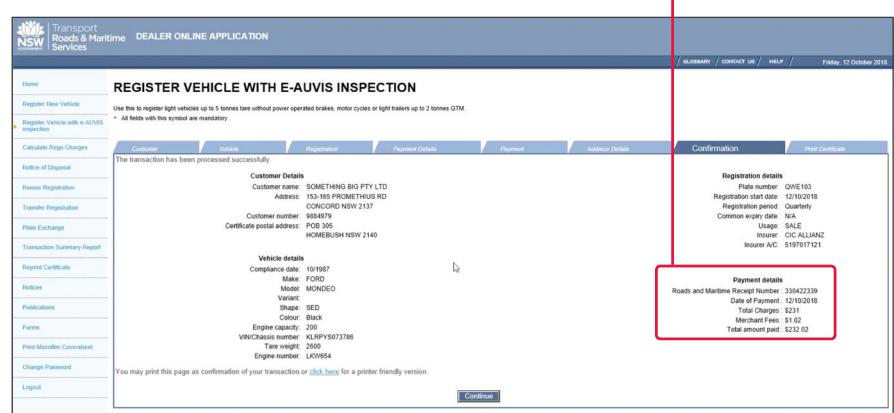 Transport
Roads & Maritime
Services
NSW
GOVERNMENT
DEALER ONLINE APPLICATION
GLOSSARY / CONTACT US / HELP / Friday, 12 October 2018
Home
Register New Vehicle
Register Vehicle with e-AUVIS
inspection
Calculate Rego Charges
Notice of Disposal
Renew Registration
Transfer Registration
Plate Exchange
Transaction Summary Report
Reprint Certificate
Notices
Publications
Forms
Print Microfilm Coversheet
Change Password
Logout
REGISTER VEHICLE WITH E-AUVIS INSPECTION
Use this to register light vehicles up to 5 tonnes tare without power operated brakes, motor cycles or light trailers up to 2 tonnes GTM.
* All fields with this symbol are mandatory.
Customer Vehicle Registration Payment Details Payment Address Details Confirmation Print Certificate
The transaction has been processed successfully
Customer Details
Customer name: SOMETHING BIG PTY LTD
Address: 153-165 PROMETHIUS RD
CONCORD NSW 2137
Customer number: 9884979
Certificate postal address: POB 305
HOMEBUSH NSW 2140
Vehicle details
Compliance date: 10/1987
Make: FORD
Model: MONDEO
Variant:
Shape: SED
Colour: Black
Engine capacity: 200
VIN/Chassis number: KLRPYS073786
Tare weight: 2600
Engine number: LKW654
Registration details
Plate number: QWE103
Registration start date: 12/10/2018
Registration period: Quarterly
Common expiry date: N/A
Usage: SALE
Insurer: CIC ALLIANZ
Insurer A/C: 5197017121
Payment details
Roads and Maritime Receipt Number : 330422339
Date of Payment : 12/10/2018
Total Charges : $231
Merchant Fees : $1.02
Total amount paid : $232.02
You may print this page as confirmation of your transaction or click here for a printer friendly version.
Continue